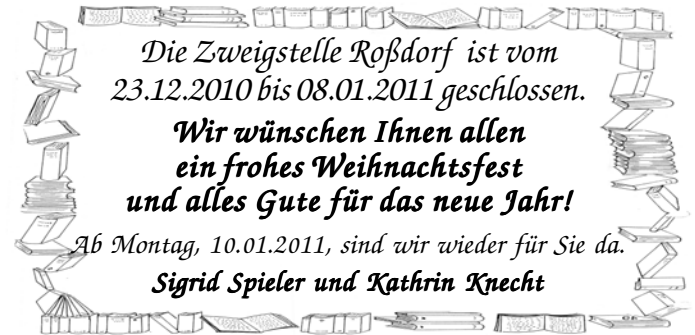 Die Zweigstelle Roßdorf ist vom
23.12.2010 bis 08.01.2011 geschlossen.
Wir wünschen Ihnen allen
ein frohes Weihnachtsfest
und alles Gute für das neue Jahr!
Ab Montag, 10.01.2011, sind wir wieder für Sie da.
Sigrid Spieler und Kathrin Knecht